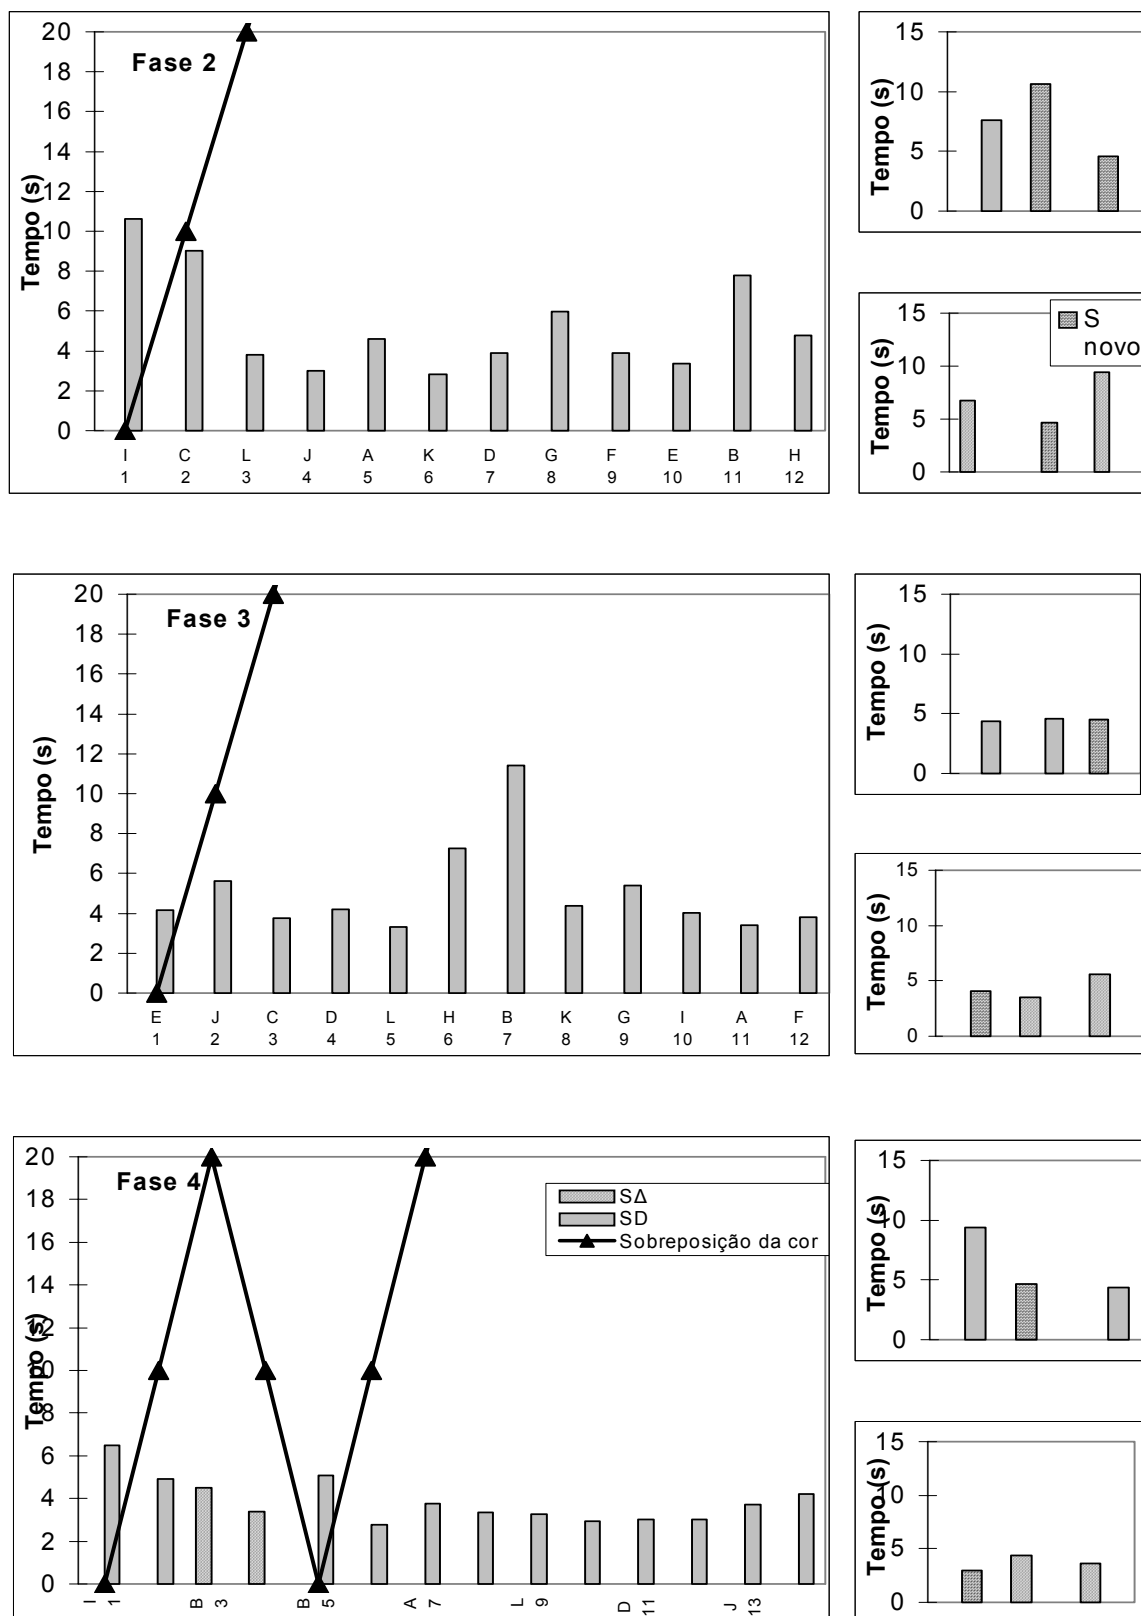 Fase 2
Tempo (s)
20
18
16
14
12
10
8
6
4
2
0
I C L J A K D G F E B H
1 2 3 4 5 6 7 8 9 10 11 12
Tempo (s)
15
10
5
0
Tempo (s)
15
10
5
0
S
novo
Fase 3
Tempo (s)
20
18
16
14
12
10
8
6
4
2
0
E J C D L H B K G I A F
1 2 3 4 5 6 7 8 9 10 11 12
Tempo (s)
15
10
5
0
Tempo (s)
15
10
5
0
Fase 4
Tempo (s)
20
18
16
14
12
10
8
6
4
2
0
SΔ
SD
Sobreposição da cor
I B B A L D J
1 3 5 7 9 11 13
Tempo (s)
15
10
5
0
Tempo (s)
15
10
5
0